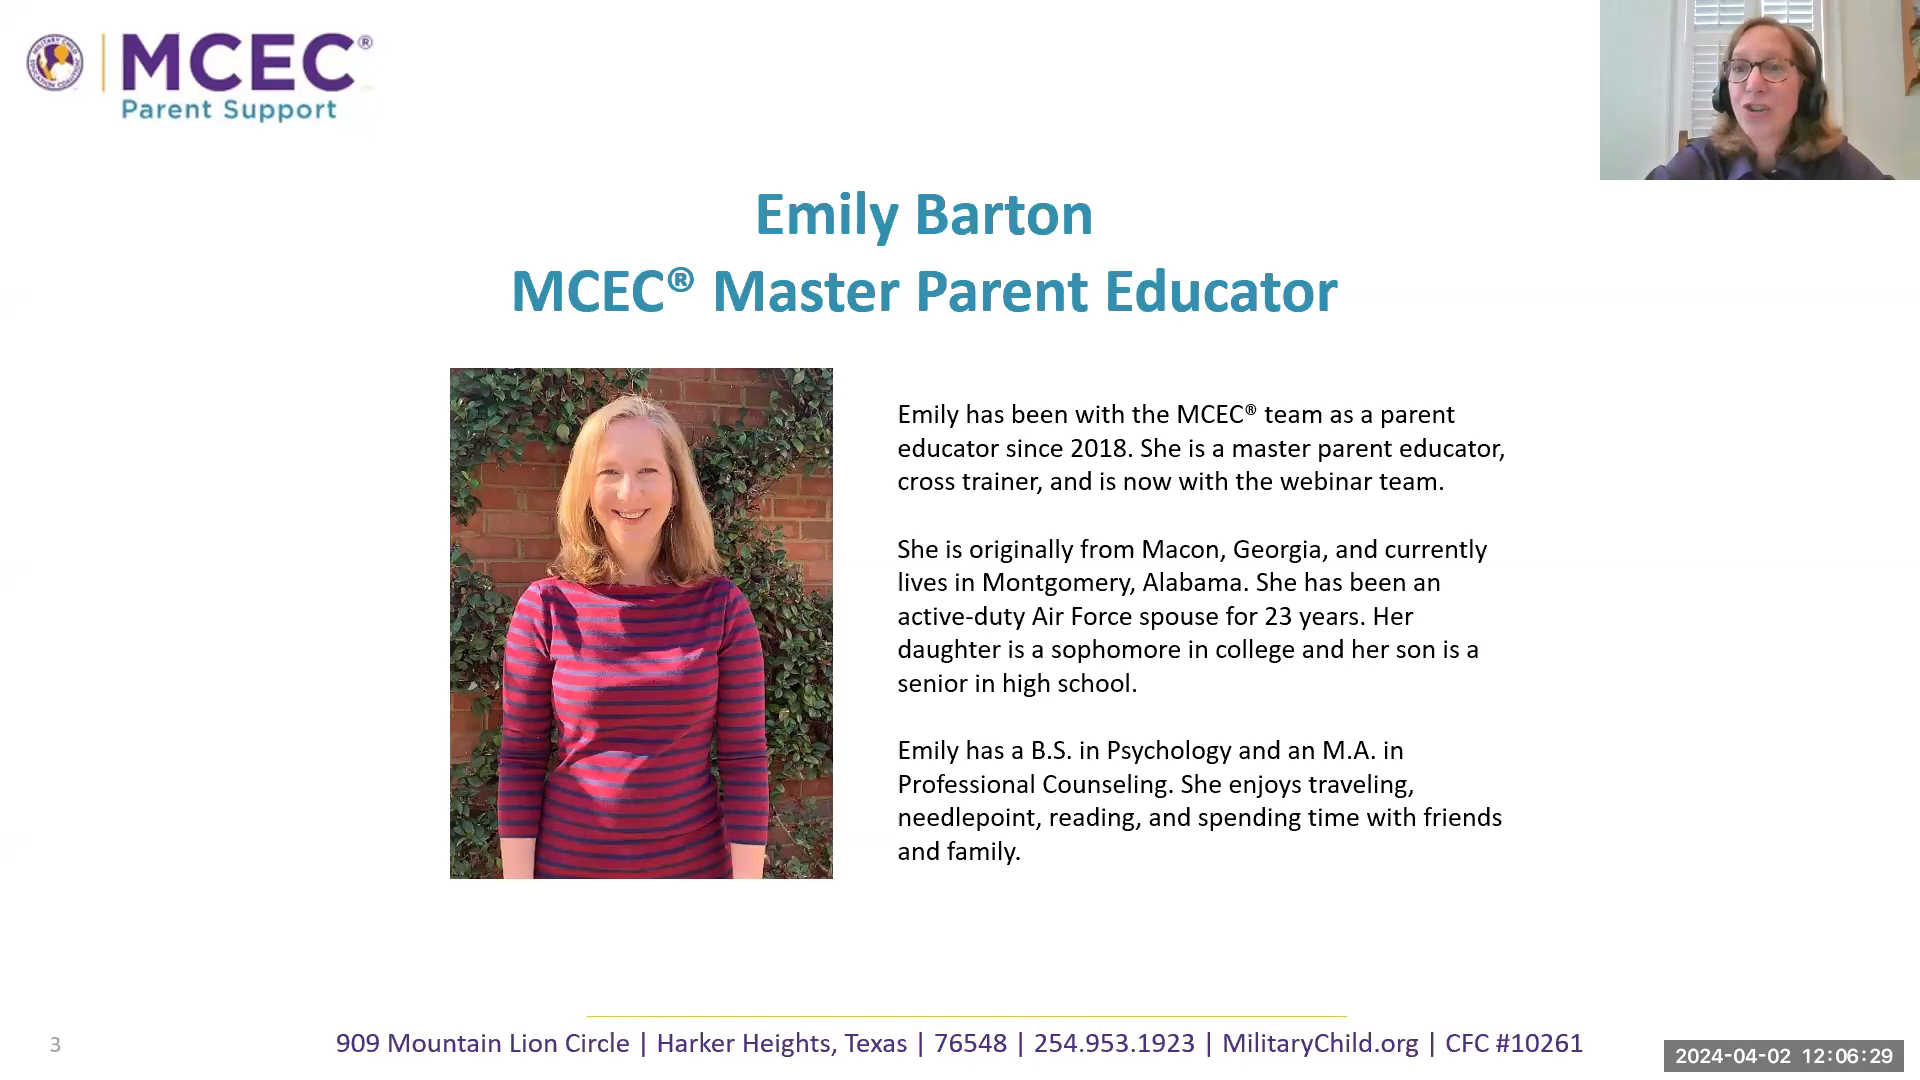 MILITARY CHILD EDUCATION COALITION
MCEC®
Parent Support
Emily Barton
MCEC® Master Parent Educator
Emily has been with the MCEC® team as a parent
educator since 2018. She is a master parent educator,
cross trainer, and is now with the webinar team.
She is originally from Macon, Georgia, and currently
lives in Montgomery, Alabama. She has been an
active-duty Air Force spouse for 23 years. Her
daughter is a sophomore in college and her son is a
senior in high school.
Emily has a B.S. in Psychology and an M.A. in
Professional Counseling. She enjoys traveling,
needlepoint, reading, and spending time with friends
and family.
3
909 Mountain Lion Circle | Harker Heights, Texas | 76548 | 254.953.1923 | MilitaryChild.org | CFC #10261
2024-04-02 12:06:29